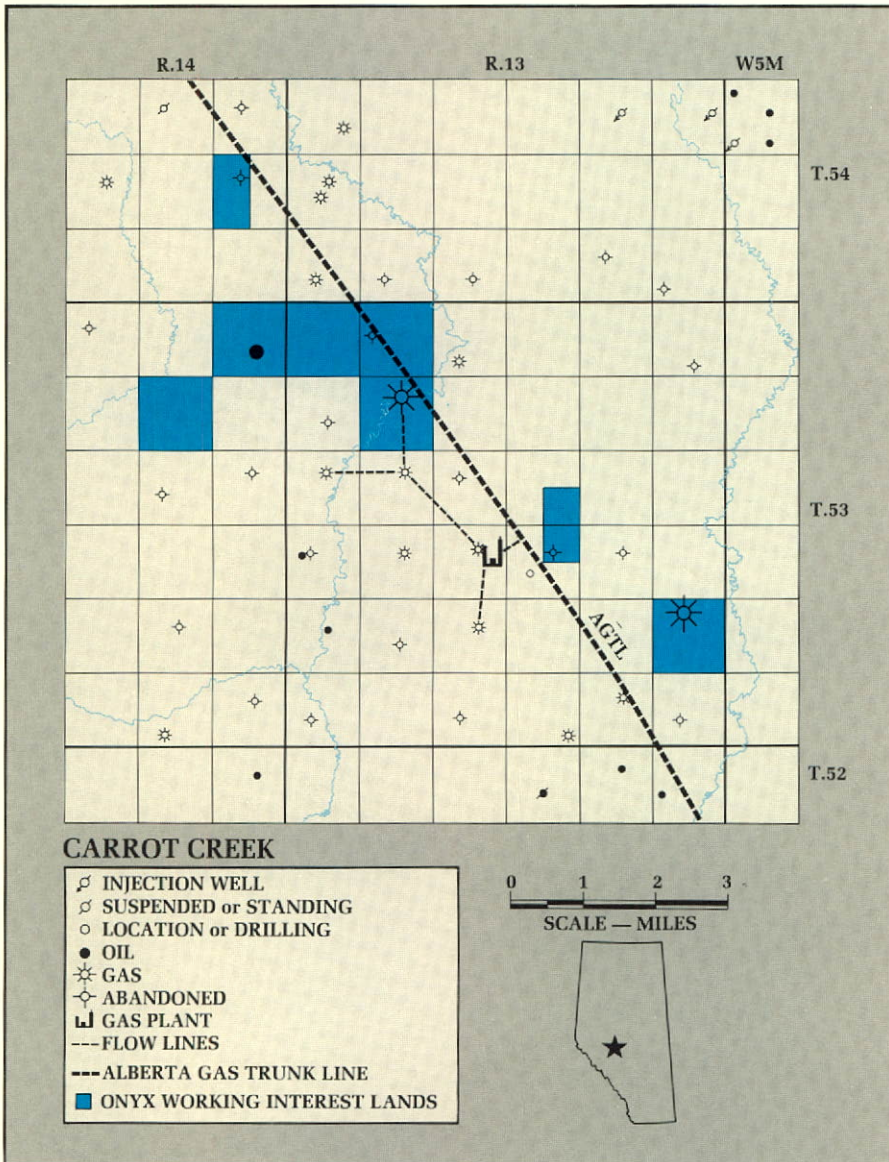 R.14 R.13 W5M
T.54
T.53
AGTL
T.52
CARROT CREEK
INJECTION WELL
SUSPENDED or STANDING
LOCATION or DRILLING
OIL
GAS
ABANDONED
GAS PLANT
FLOW LINES
ALBERTA GAS TRUNK LINE
ONYX WORKING INTEREST LANDS
0 1 2 3
SCALE — MILES